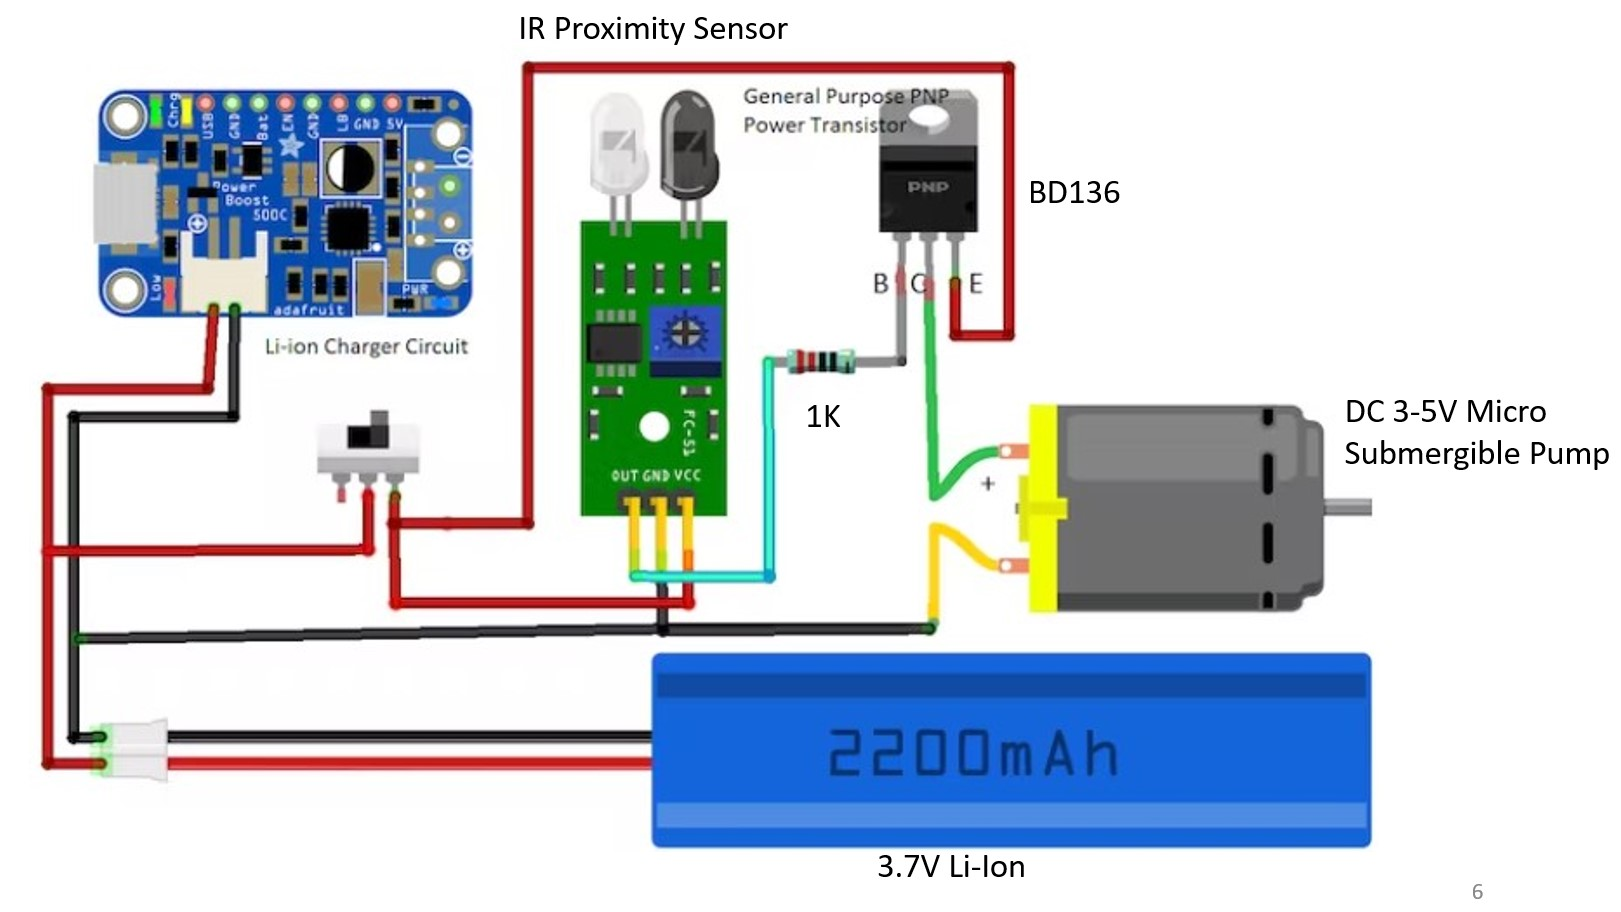 IR Proximity Sensor
General Purpose PNP
Power Transistor
Chrg
USB
GND
Bat
EN
GND
LB
GND
5V
Power
Boost
500C
Low
PWR
adafruit
Li-ion Charger Circuit
PNP
BD136
B
C
E
1K
FC-51
OUT GND VCC
+
DC 3-5V Micro
Submergible Pump
2200mAh
3.7V Li-Ion
6